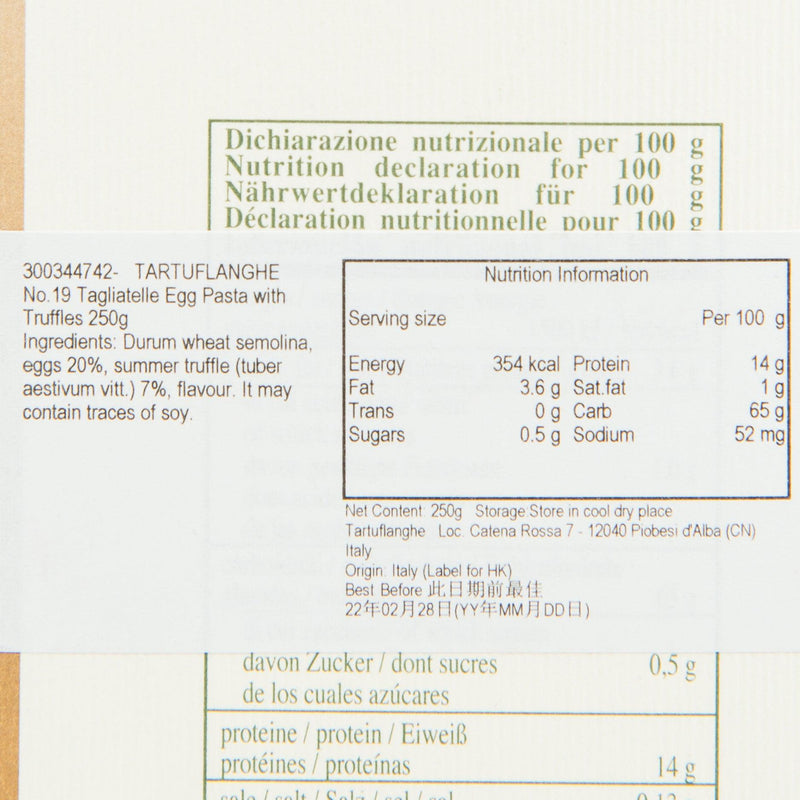 Dichiarazione nutrizionale per 100 g
Nutrition declaration for 100 g
Nährwertdeklaration für 100 g
Déclaration nutritionnelle pour 100 g
300344742- TARTUFLANGHE
No.19 Tagliatelle Egg Pasta with
Truffles 250g
Ingredients: Durum wheat semolina,
eggs 20%, summer truffle (tuber
aestivum vitt.) 7%, flavour. It may
contain traces of soy.
Nutrition Information
Serving size Per 100 g
Energy 354 kcal Protein 14 g
Fat 3.6 g Sat.fat 1 g
Trans 0 g Carb 65 g
Sugars 0.5 g Sodium 52 mg
Net Content: 250g Storage:Store in cool dry place
Tartuflanghe Loc. Catena Rossa 7 - 12040 Piobesi d'Alba (CN)
Italy
Origin: Italy (Label for HK)
Best Before 此日期前最佳
22年02月28日(YY年MM月DD日)
davon Zucker / dont sucres 0,5 g
de los cuales azúcares
proteine / protein / Eiweiß
protéines / proteínas 14 g